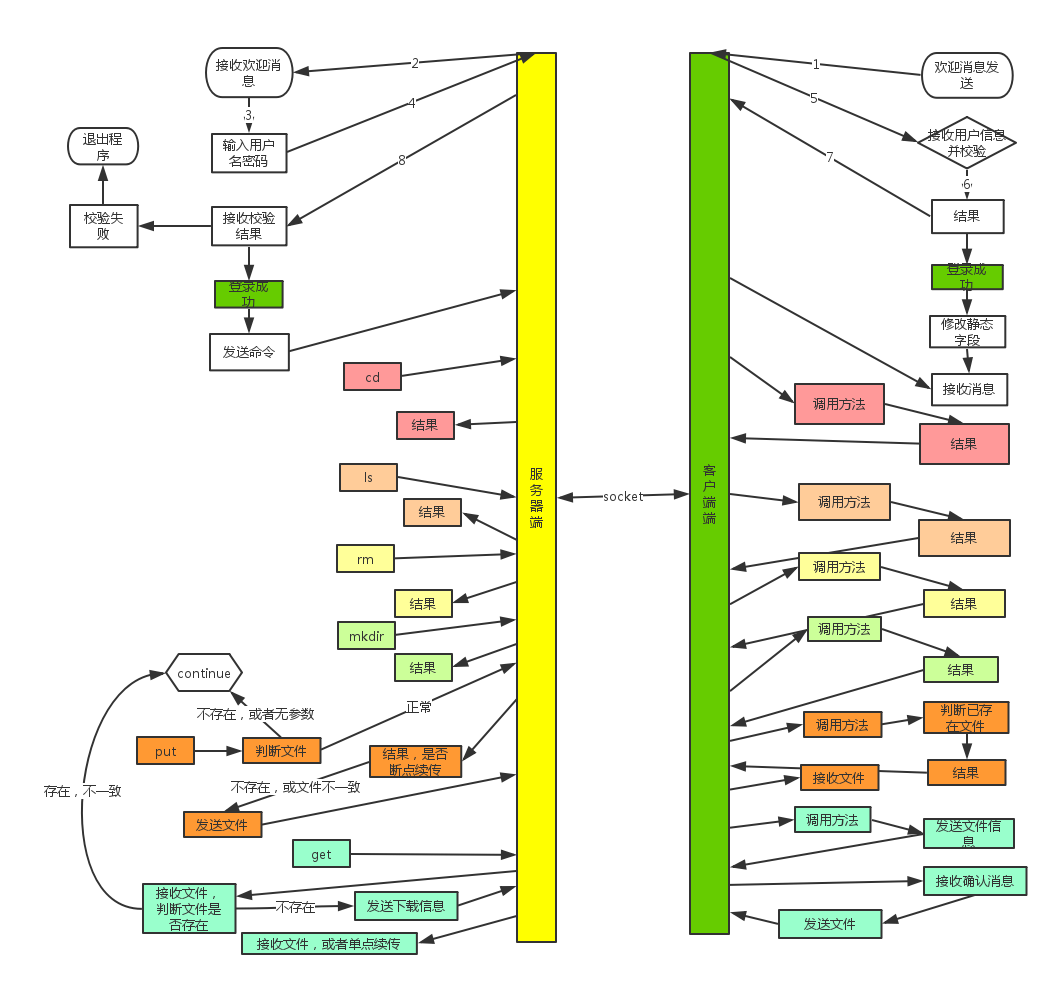 接收欢迎消
息
2
1
欢迎消息发
送
3
4
5
输入用户
名密码
接收用户信息
并校验
退出程
序
8
7
6
校验失
败
接收校验
结果
结果
登录成
功
登录成
功
发送命令
修改静态
字段
接收消息
cd
调用方法
结果
结果
ls
结果
服
务
器
端
socket
客
户
端
端
调用方法
结果
rm
调用方法
结果
结果
mkdir
调用方法
结果
结果
continue
不存在，或者无参数
正常
put
判断文件
结果，是否
断点续传
调用方法
判断已存
在文件
存在，不一致
不存在，或文件不一致
接收文件
结果
发送文件
调用方法
发送文件信
息
get
接收文件，
判断文件是
否存在
不存在
发送下载信息
接收确认消息
接收文件，或者单点续传
发送文件